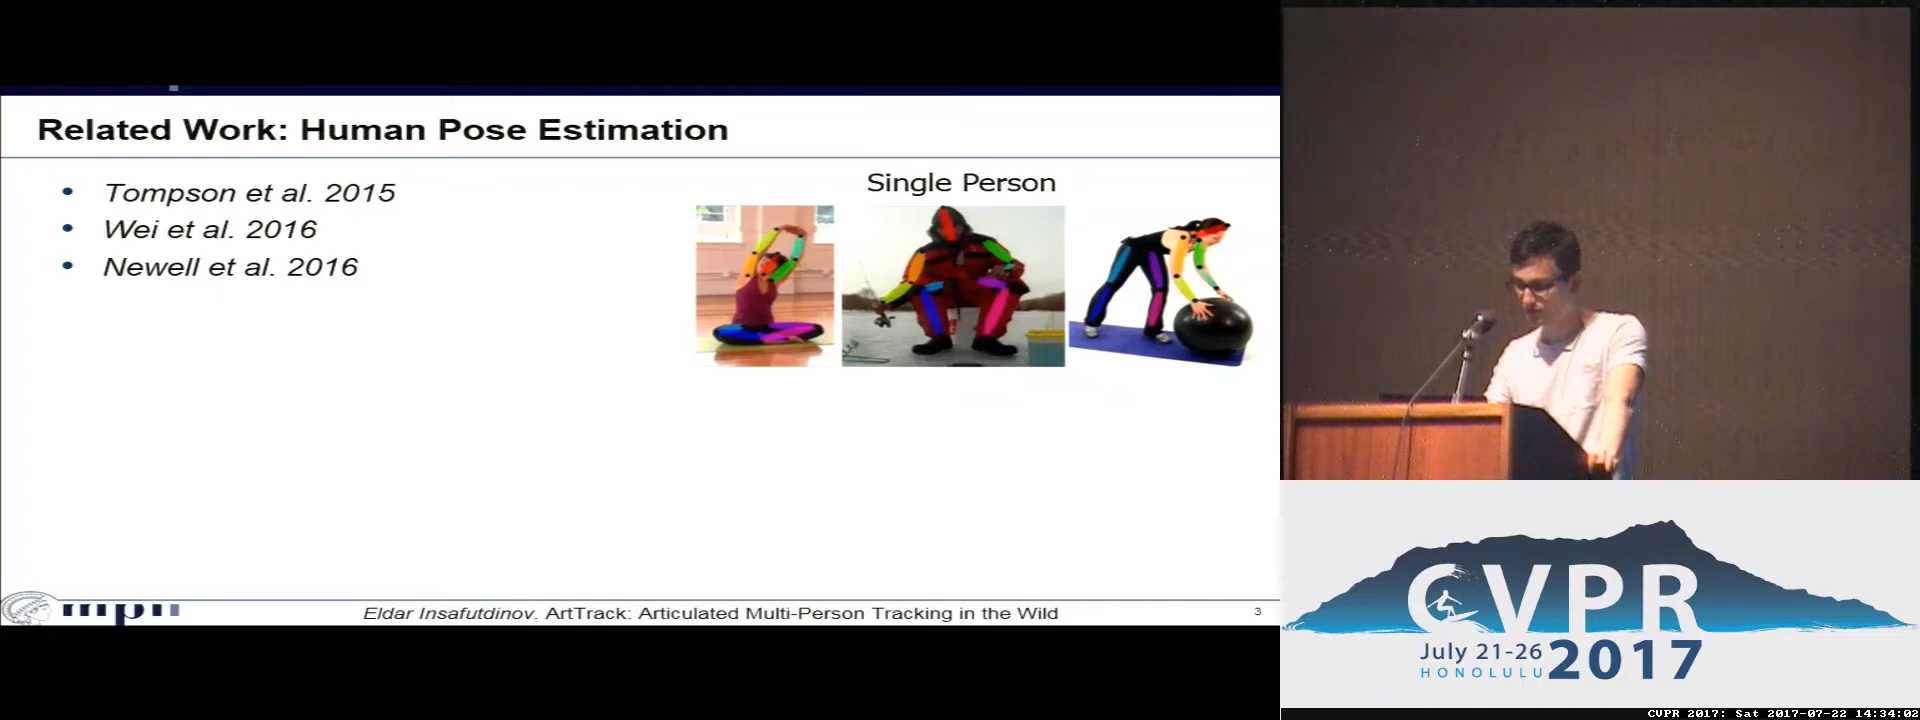 Related Work: Human Pose Estimation
• Tompson et al. 2015
• Wei et al. 2016
• Newell et al. 2016
Single Person
mpii
Eldar Insafutdinov. ArtTrack: Articulated Multi-Person Tracking in the Wild
3
CVPR
July 21-26
HONOLULU
2017
CVPR 2017: Sat 2017-07-22 14:34:02